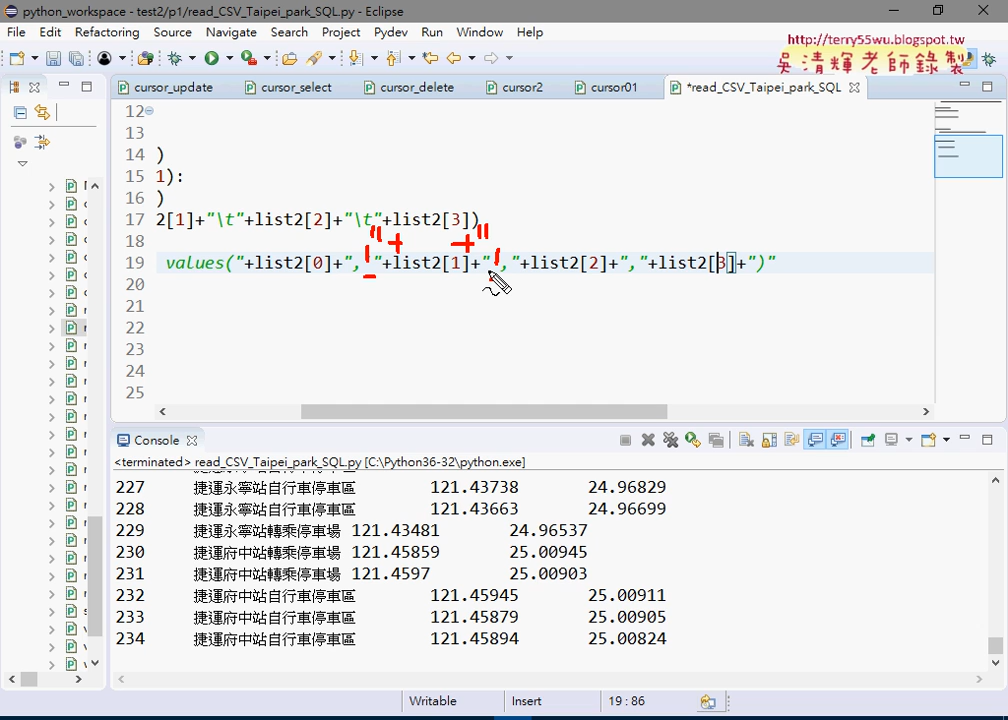 python_workspace - test2/p1/read_CSV_Taipei_park_SQL.py - Eclipse
File Edit Refactoring Source Navigate Search Project Pydev Run Window Help
http://terry55wu.blogspot.tw
吳清輝老師錄製
cursor_update cursor_select cursor_delete cursor2 cursor01 *read_CSV_Taipei_park_SQL
12
13
14 )
15 1):
16 )
17 2[1]+"\t"+list2[2]+"\t"+list2[3])
18
19 values("+list2[0]+","+list2[1]+","+list2[2]+","+list2[3]+")"
20
21
22
23
24
25
Console
<terminated> read_CSV_Taipei_park_SQL.py [C:\Python36-32\python.exe]
227 捷運永寧站自行車停車區 121.43738 24.96829
228 捷運永寧站自行車停車區 121.43663 24.96699
229 捷運永寧站轉乘停車場 121.43481 24.96537
230 捷運府中站轉乘停車場 121.45859 25.00945
231 捷運府中站轉乘停車場 121.4597 25.00903
232 捷運府中站自行車停車區 121.45945 25.00911
233 捷運府中站自行車停車區 121.45879 25.00905
234 捷運府中站自行車停車區 121.45894 25.00824
Writable Insert 19 : 86